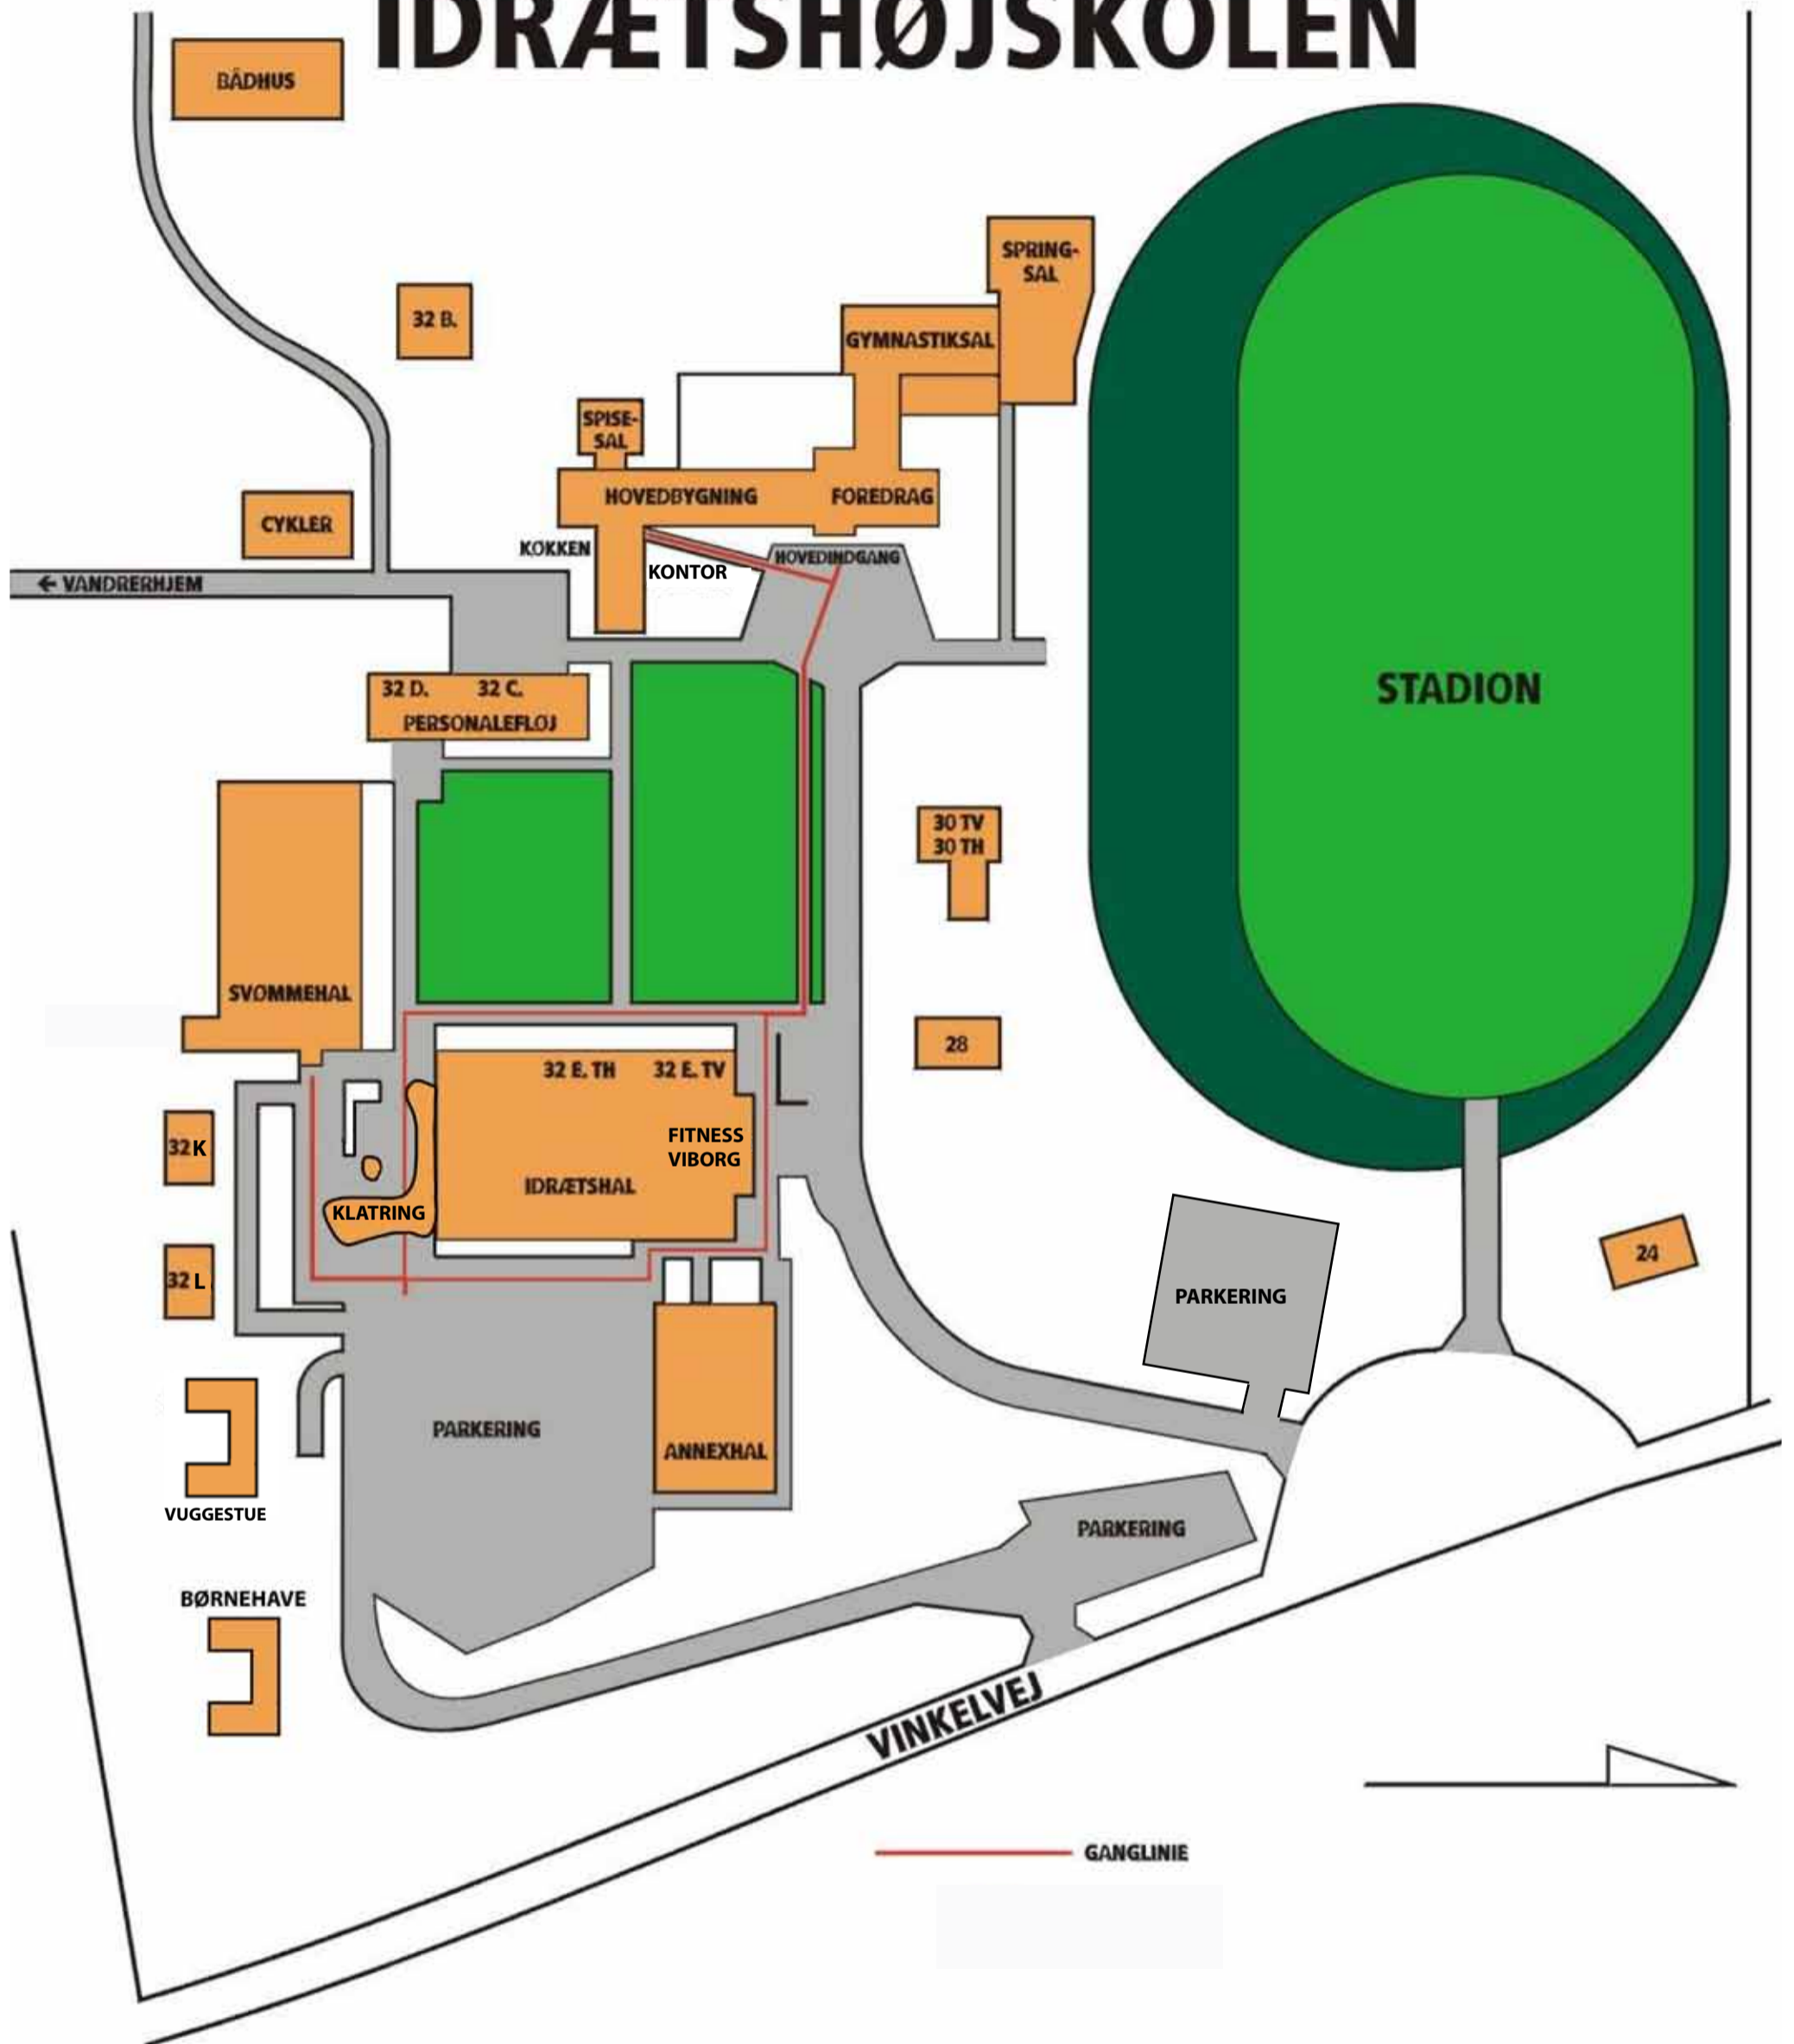 IDRÆTSHØJSKOLEN
BÅDHUS
SPRING-
SAL
32 B.
GYMNASTIKSAL
SPISE-
SAL
HOVEDBYGNING
FOREDRAG
CYKLER
KØKKEN
HOVEDINDGANG
KONTOR
← VANDRERHJEM
32 D. 32 C.
PERSONALEFLØJ
STADION
30 TV
30 TH
SVØMMEHAL
28
32 E. TH 32 E. TV
FITNESS
VIBORG
32 K
IDRÆTSHAL
KLATRING
32 L
24
PARKERING
PARKERING
ANNEXHAL
VUGGESTUE
PARKERING
BØRNEHAVE
VINKELVEJ
GANGLINIE